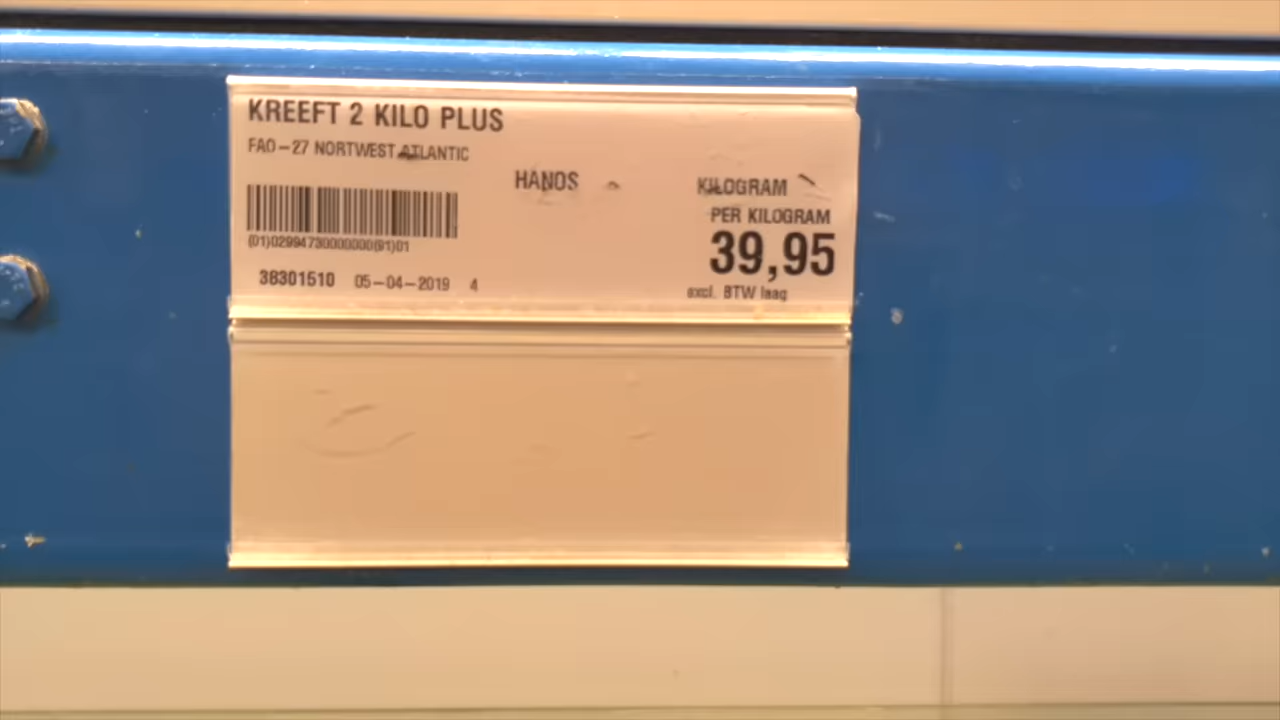 KREEFT 2 KILO PLUS
FAO-27 NORTWEST ATLANTIC
HANOS
KILOGRAM
PER KILOGRAM
39,95
(01)02994730000000(91)01
38301510 05-04-2019 4
excl. BTW laag